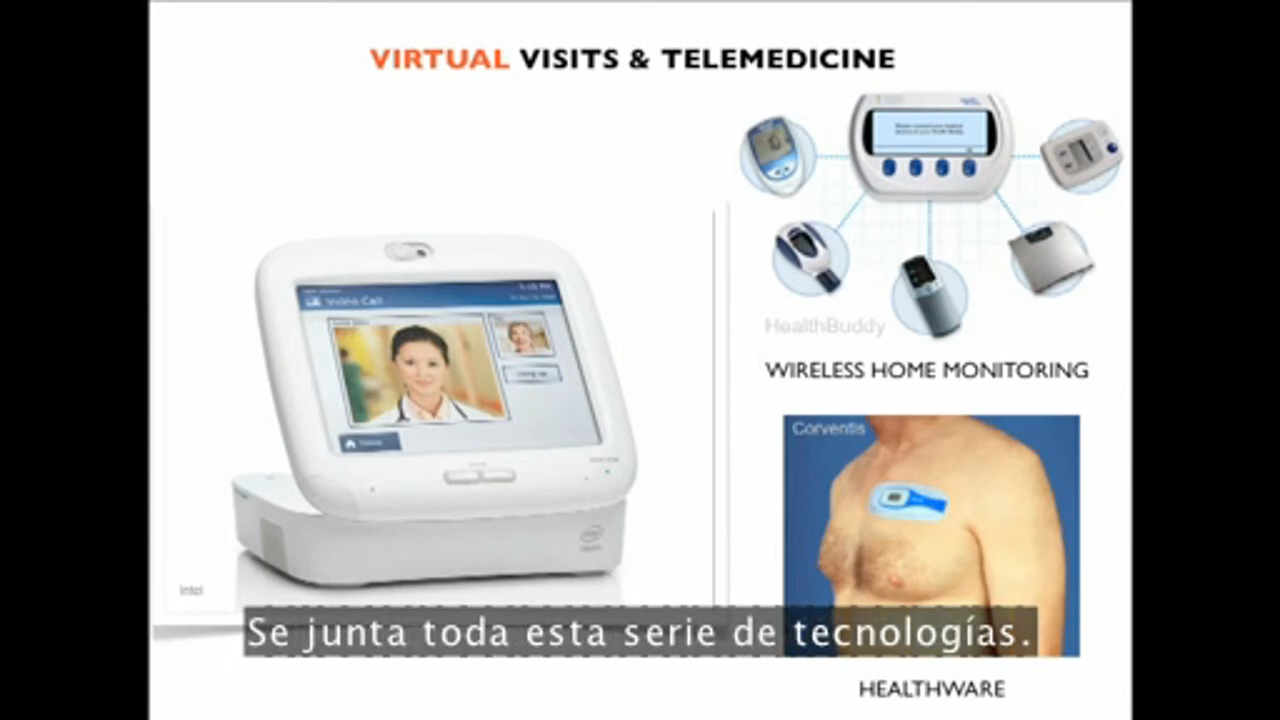 VIRTUAL VISITS & TELEMEDICINE
Video Call
HealthBuddy
WIRELESS HOME MONITORING
Corventis
Intel
Se junta toda esta serie de tecnologías.
HEALTHWARE